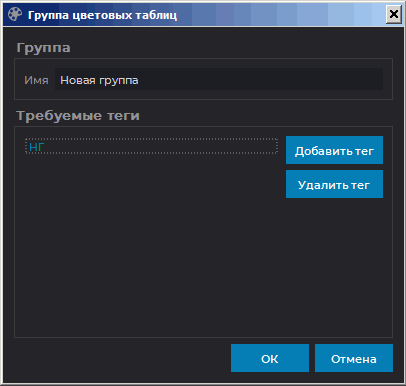 Группа цветовых таблиц
Группа
Имя Новая группа
Требуемые теги
НГ
Добавить тег
Удалить тег
ОК Отмена